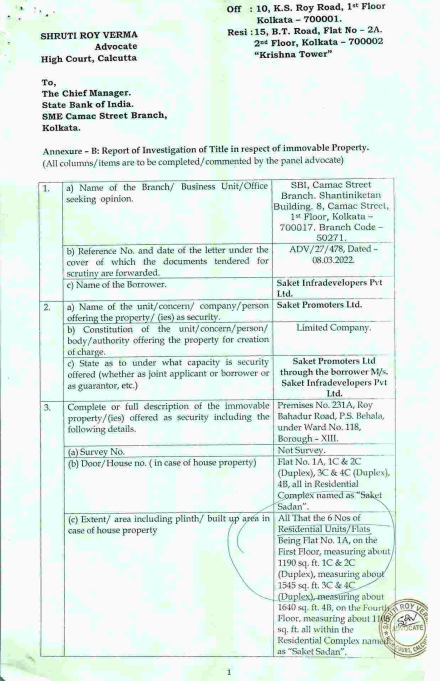 Off : 10, K.S. Roy Road, 1st Floor
Kolkata – 700001.
Resi : 15, B.T. Road, Flat No – 2A.
2nd Floor, Kolkata – 700002
"Krishna Tower"
SHRUTI ROY VERMA
Advocate
High Court, Calcutta
To,
The Chief Manager.
State Bank of India.
SME Camac Street Branch,
Kolkata.
Annexure – B: Report of Investigation of Title in respect of immovable Property.
(All columns/items are to be completed/commented by the panel advocate)
1.
a) Name of the Branch/ Business Unit/Office
seeking opinion.
SBI, Camac Street
Branch. Shantiniketan
Building. 8, Camac Street,
1st Floor, Kolkata –
700017. Branch Code –
50271.
b) Reference No. and date of the letter under the
cover of which the documents tendered for
scrutiny are forwarded.
ADV/27/478, Dated –
08.03.2022.
c) Name of the Borrower.
Saket Infradevelopers Pvt
Ltd.
2.
a) Name of the unit/concern/ company/person
offering the property/ (ies) as security.
Saket Promoters Ltd.
b) Constitution of the unit/concern/person/
body/authority offering the property for creation
of charge.
Limited Company.
c) State as to under what capacity is security
offered (whether as joint applicant or borrower or
as guarantor, etc.)
Saket Promoters Ltd
through the borrower M/s.
Saket Infradevelopers Pvt
Ltd.
3.
Complete or full description of the immovable
property/(ies) offered as security including the
following details.
Premises No. 231A, Roy
Bahadur Road, P.S. Behala,
under Ward No. 118,
Borough – XIII.
(a) Survey No.
Not Survey.
(b) Door/House no. ( in case of house property)
Flat No. 1A, 1C & 2C
(Duplex), 3C & 4C (Duplex),
4B, all in Residential
Complex named as "Saket
Sadan".
(c) Extent/ area including plinth/ built up area in
case of house property
All That the 6 Nos of
Residential Units/Flats
Being Flat No. 1A, on the
First Floor, measuring about
1190 sq. ft. 1C & 2C
(Duplex), measuring about
1545 sq. ft. 3C & 4C
(Duplex), measuring about
1640 sq. ft. 4B, on the Fourth
Floor, measuring about
sq. ft. all within the
Residential Complex named
as "Saket Sadan".
SHRUTI ROY VERMA
ADVOCATE
1